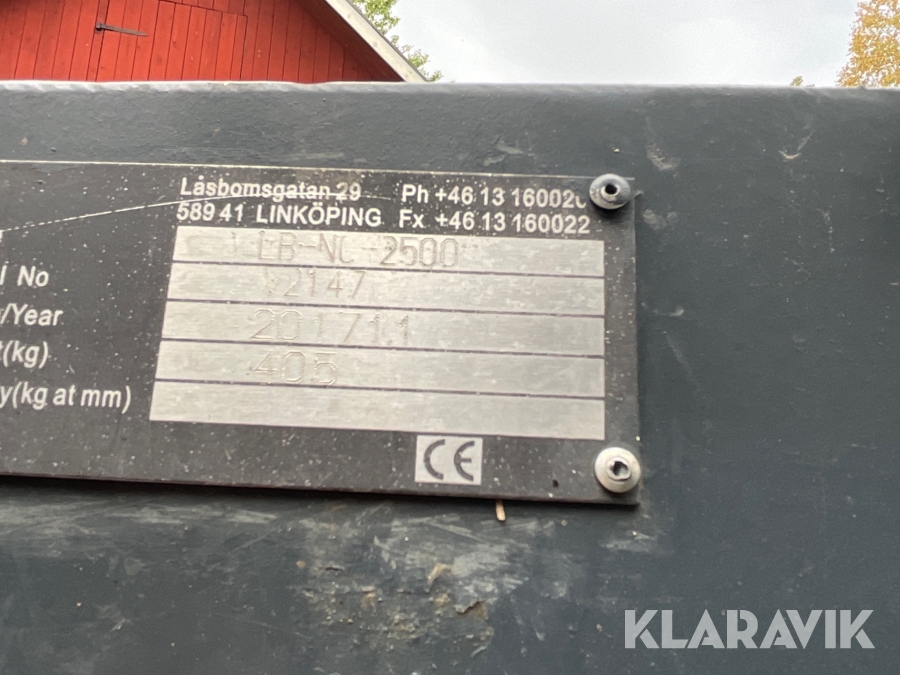 Låsbomsgatan 29 Ph +46 13 160020
589 41 LINKÖPING Fx +46 13 160022
LB-NC-2500
l No 2147
/Year 201711
(kg) 405
y(kg at mm)
CE
KLARAVIK